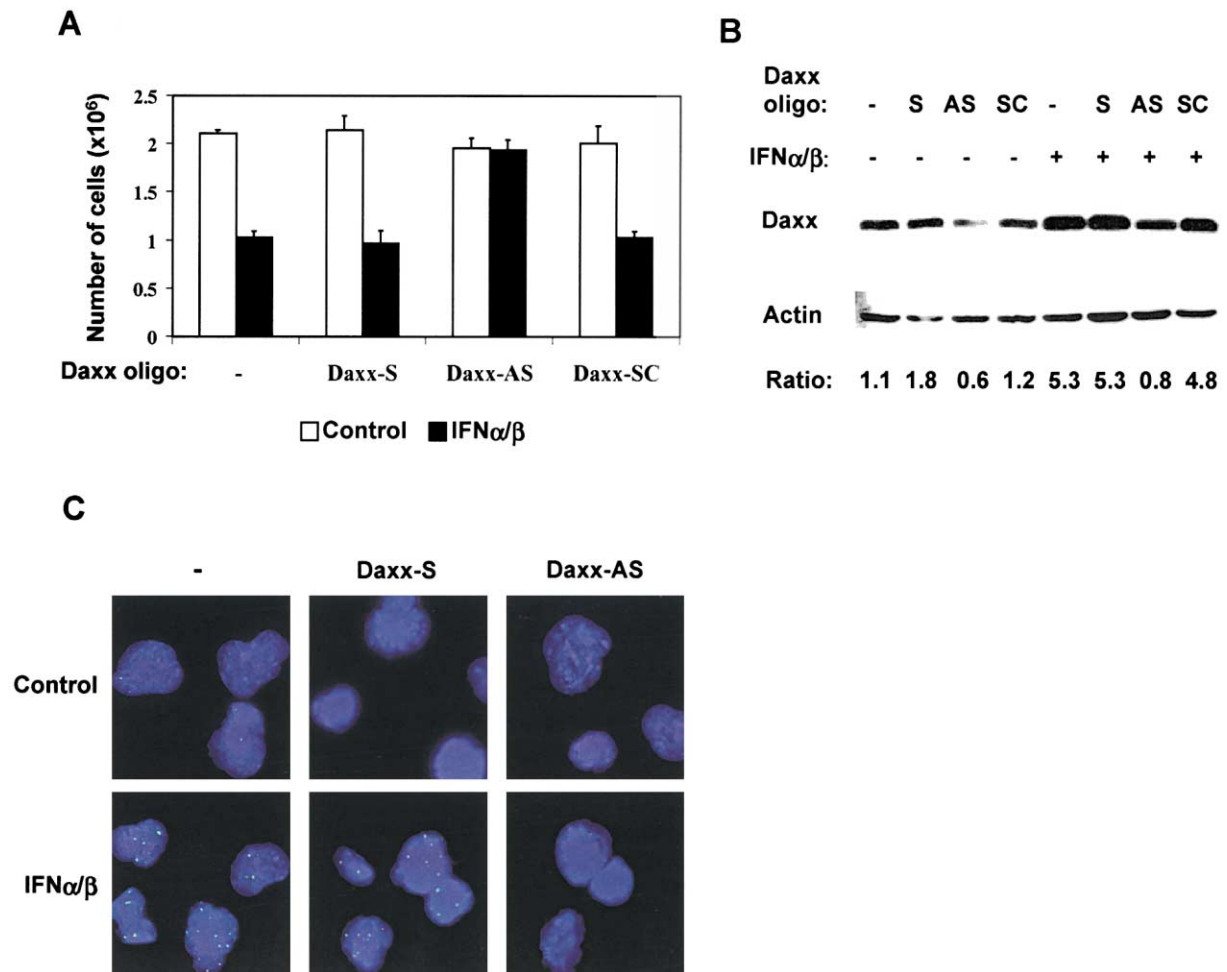 A
Number of cells (x10⁶)
2.5
2
1.5
1
0.5
0
Daxx oligo: - Daxx-S Daxx-AS Daxx-SC
Control IFNα/β
B
Daxx
oligo: - S AS SC - S AS SC
IFNα/β: - - - - + + + +
Daxx
Actin
Ratio: 1.1 1.8 0.6 1.2 5.3 5.3 0.8 4.8
C
- Daxx-S Daxx-AS
Control
IFNα/β